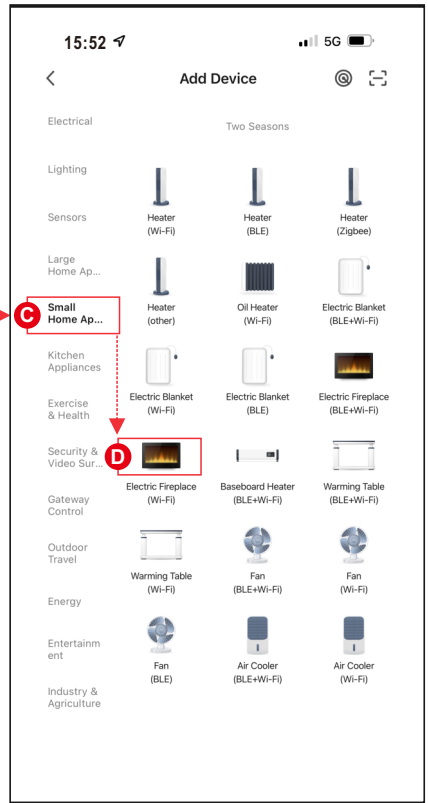 15:52
5G
Add Device
Electrical
Lighting
Sensors
Large
Home Ap...
C
Small
Home Ap...
Kitchen
Appliances
Exercise
& Health
Security &
Video Sur...
Gateway
Control
Outdoor
Travel
Energy
Entertainm
ent
Industry &
Agriculture
Two Seasons
Heater
(Wi-Fi)
Heater
(BLE)
Heater
(Zigbee)
Heater
(other)
Oil Heater
(Wi-Fi)
Electric Blanket
(BLE+Wi-Fi)
Electric Blanket
(Wi-Fi)
Electric Blanket
(BLE)
Electric Fireplace
(BLE+Wi-Fi)
D
Electric Fireplace
(Wi-Fi)
Baseboard Heater
(BLE+Wi-Fi)
Warming Table
(BLE+Wi-Fi)
Warming Table
(Wi-Fi)
Fan
(BLE+Wi-Fi)
Fan
(Wi-Fi)
Fan
(BLE)
Air Cooler
(BLE+Wi-Fi)
Air Cooler
(Wi-Fi)